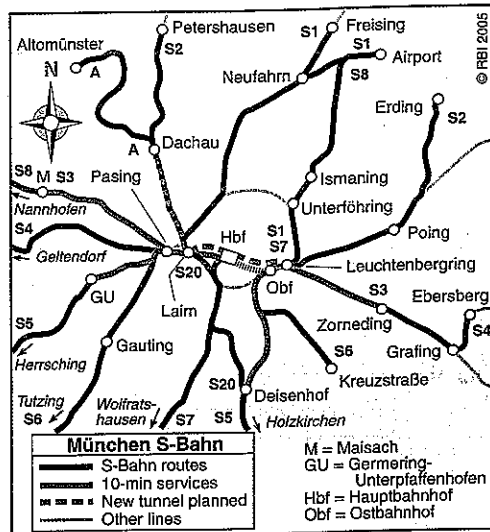 Petershausen
S1
Freising
© RBI 2005
Altomünster
S2
S1
Airport
N
A
Neufahrn
S8
Erding
S2
A
Dachau
S8
M
S3
Pasing
Ismaning
Nannhofen
Unterföhring
S4
Hbf
S1
S7
Poing
Geltendorf
S20
Leuchtenbergring
Obf
S3
Ebersberg
GU
Laim
Zorneding
S4
S5
Gauting
S6
Grafing
Herrsching
S20
Kreuzstraße
Tutzing
Wolfrats-
hausen
Deisenhof
S6
S7
S5
Holzkirchen
München S-Bahn
S-Bahn routes
10-min services
New tunnel planned
Other lines
M = Maisach
GU = Germering-
Unterpfaffenhofen
Hbf = Hauptbahnhof
Obf = Ostbahnhof